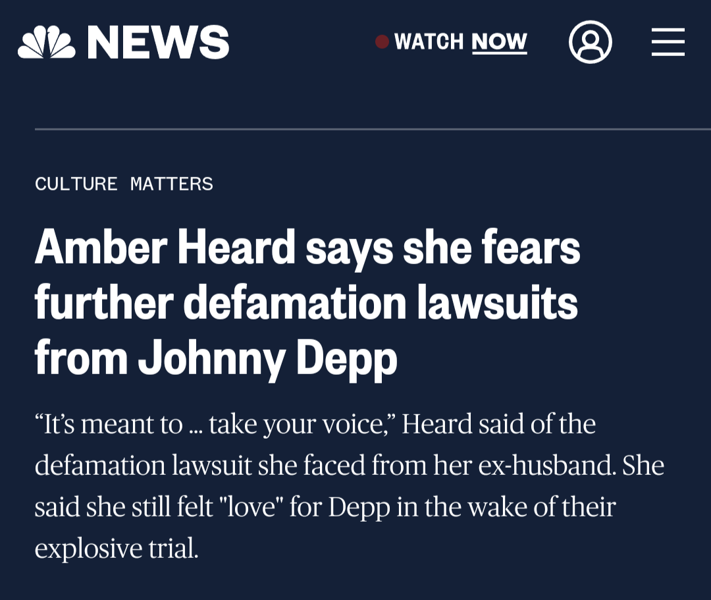 NEWS
WATCH NOW
CULTURE MATTERS
Amber Heard says she fears
further defamation lawsuits
from Johnny Depp
“It’s meant to ... take your voice,” Heard said of the
defamation lawsuit she faced from her ex-husband. She
said she still felt "love" for Depp in the wake of their
explosive trial.